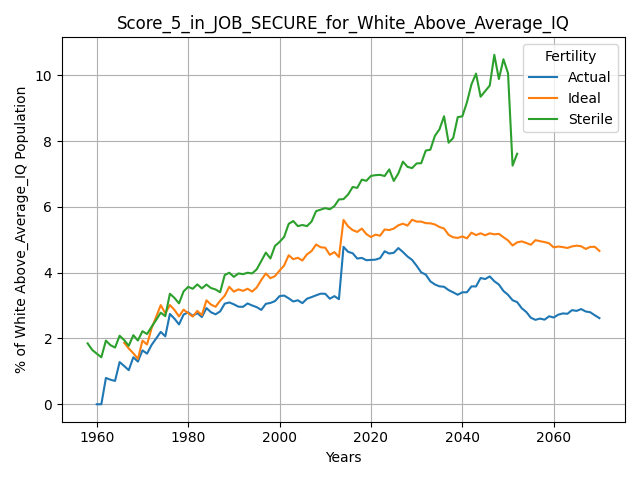 Score_5_in_JOB_SECURE_for_White_Above_Average_IQ
% of White Above_Average_IQ Population
10
8
6
4
2
0
Fertility
Actual
Ideal
Sterile
1960 1980 2000 2020 2040 2060
Years